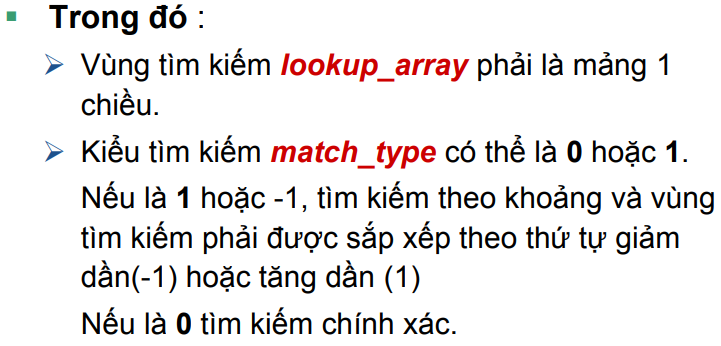 ▪ Trong đó :
➢ Vùng tìm kiếm lookup_array phải là mảng 1
chiều.
➢ Kiểu tìm kiếm match_type có thể là 0 hoặc 1.
Nếu là 1 hoặc -1, tìm kiếm theo khoảng và vùng
tìm kiếm phải được sắp xếp theo thứ tự giảm
dần(-1) hoặc tăng dần (1)
Nếu là 0 tìm kiếm chính xác.